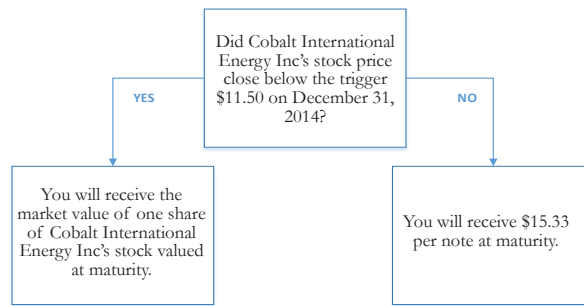 Did Cobalt International
Energy Inc's stock price
close below the trigger
$11.50 on December 31,
2014?
YES
NO
You will receive the
market value of one share
of Cobalt International
Energy Inc's stock valued
at maturity.
You will receive $15.33
per note at maturity.